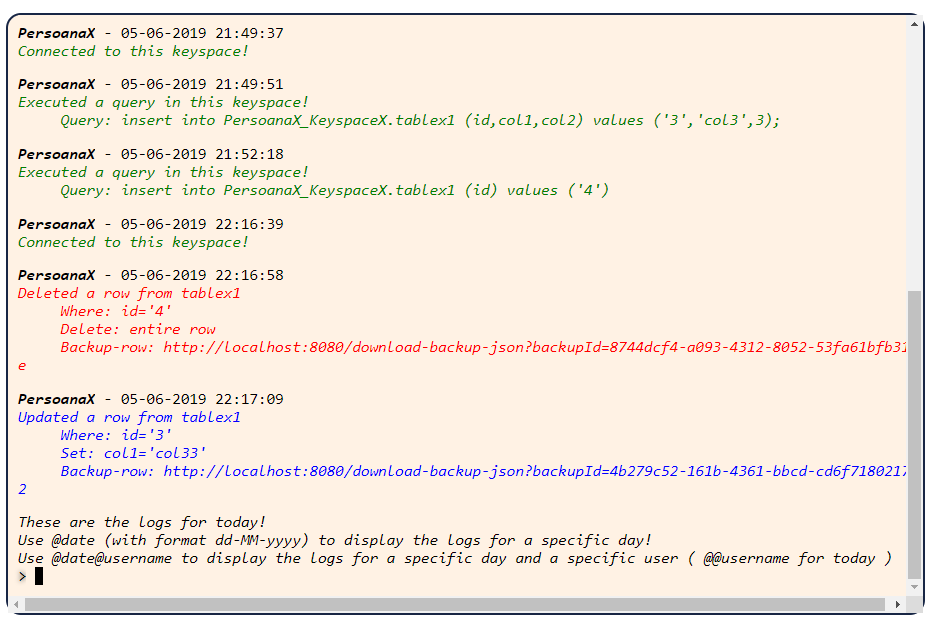 PersoanaX - 05-06-2019 21:49:37
Connected to this keyspace!
PersoanaX - 05-06-2019 21:49:51
Executed a query in this keyspace!
Query: insert into PersoanaX_KeyspaceX.tablex1 (id,col1,col2) values ('3','col3',3);
PersoanaX - 05-06-2019 21:52:18
Executed a query in this keyspace!
Query: insert into PersoanaX_KeyspaceX.tablex1 (id) values ('4')
PersoanaX - 05-06-2019 22:16:39
Connected to this keyspace!
PersoanaX - 05-06-2019 22:16:58
Deleted a row from tablex1
Where: id='4'
Delete: entire row
Backup-row: http://localhost:8080/download-backup-json?backupId=8744dcf4-a093-4312-8052-53fa61bfb31
e
PersoanaX - 05-06-2019 22:17:09
Updated a row from tablex1
Where: id='3'
Set: col1='col33'
Backup-row: http://localhost:8080/download-backup-json?backupId=4b279c52-161b-4361-bbcd-cd6f7180217
2
These are the logs for today!
Use @date (with format dd-MM-yyyy) to display the logs for a specific day!
Use @date@username to display the logs for a specific day and a specific user ( @@username for today )
>